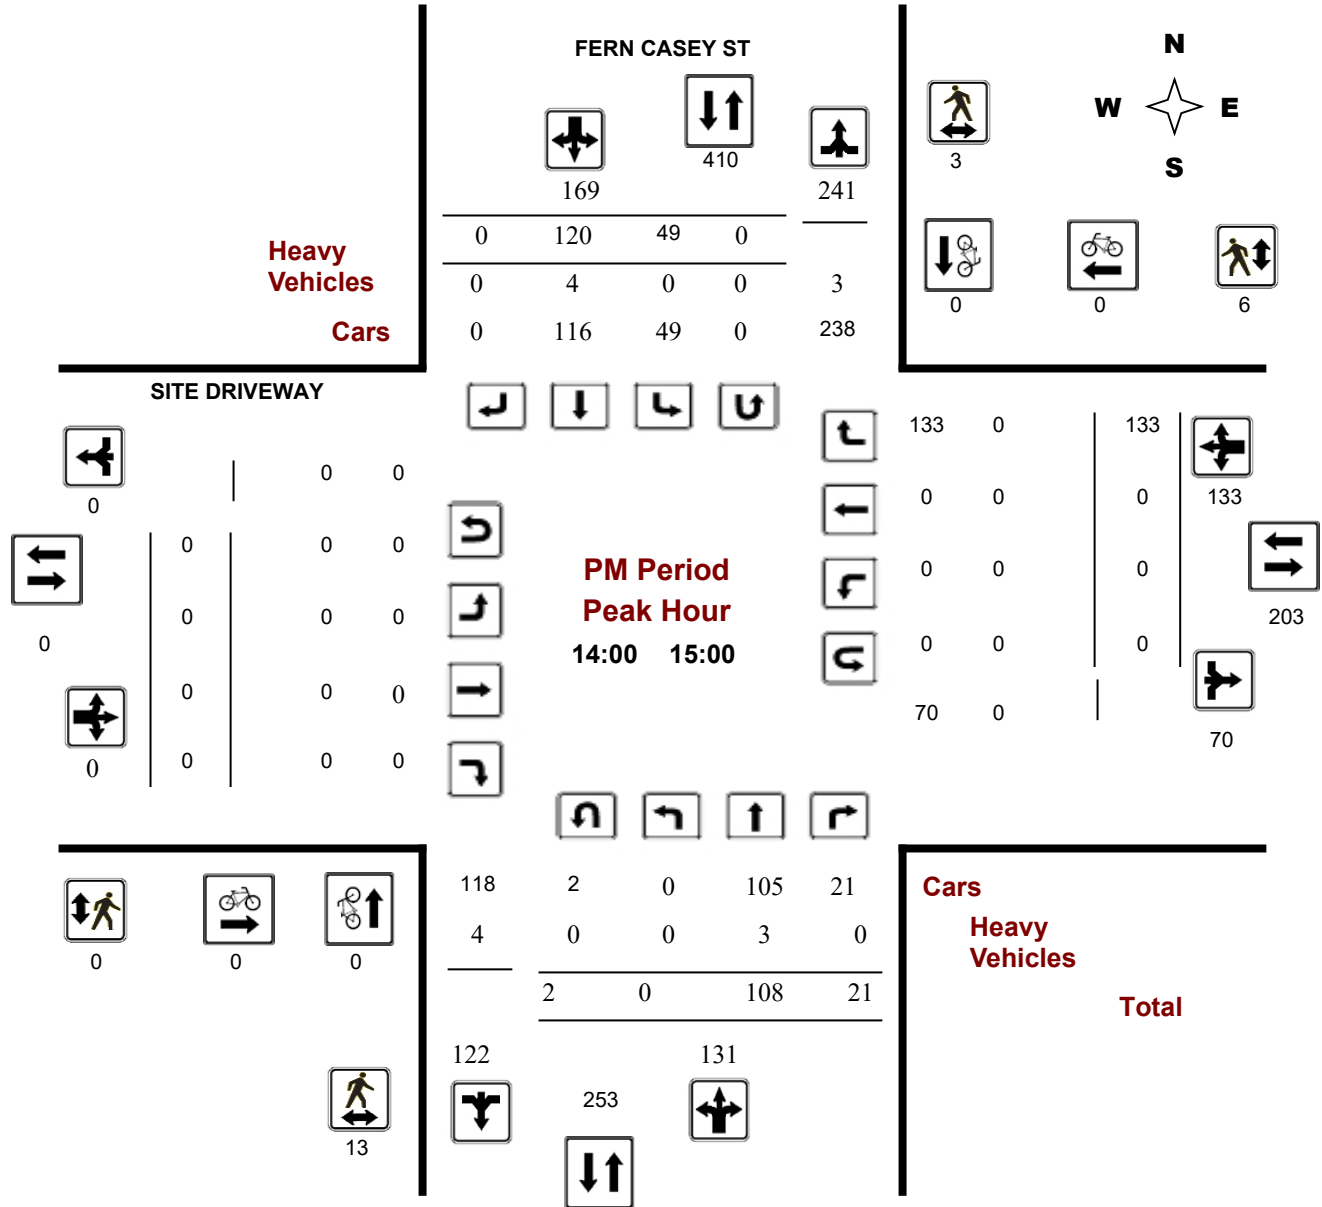 FERN CASEY ST
N
W E
S
410
169
241
3
0 120 49 0
Heavy
Vehicles
0 4 0 0 3
0 0 6
Cars
0 116 49 0 238
SITE DRIVEWAY
133 0 133
0 0
0
0 0 0 133
0 0 0
0 0 0
PM Period
Peak Hour
203
0 0 0
0
0 0 0
14:00 15:00
0 0 0
70 0
70
0 0 0
0
118 2 0 105 21
Cars
4 0 0 3 0
Heavy
Vehicles
0 0 0
2 0 108 21
Total
122 131
253
13